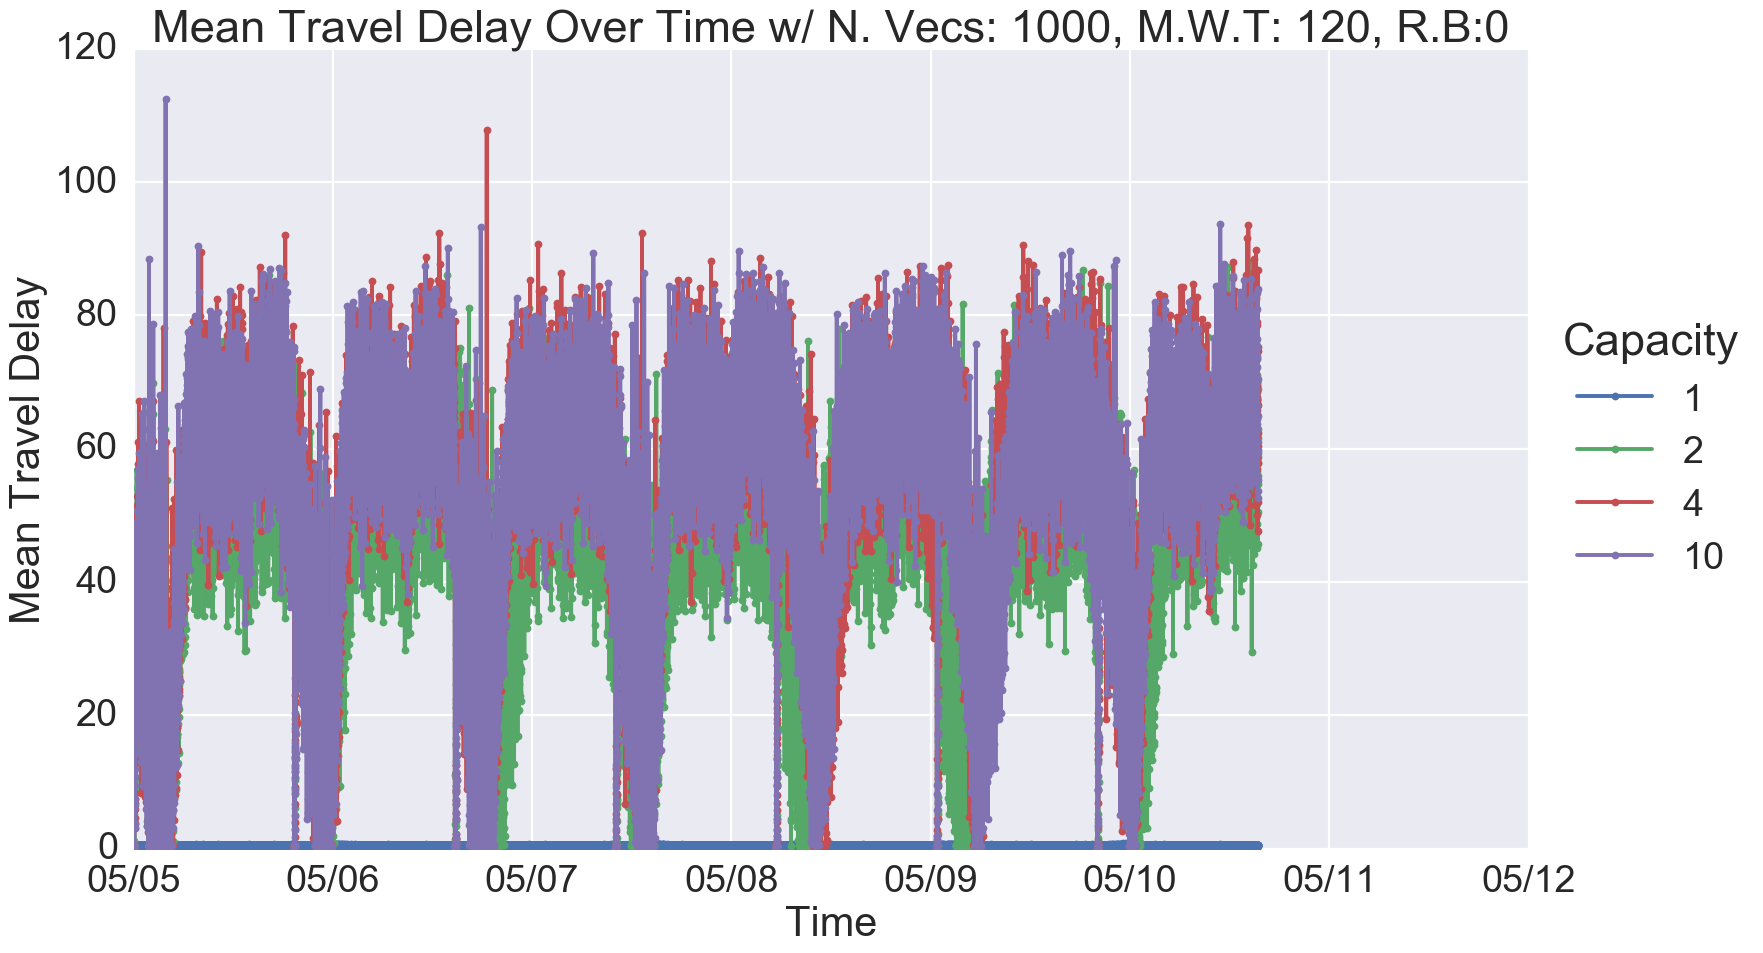 Mean Travel Delay Over Time w/ N. Vecs: 1000, M.W.T: 120, R.B:0
120
100
80
60
40
20
0
Mean Travel Delay
05/05 05/06 05/07 05/08 05/09 05/10 05/11 05/12
Time
Capacity
1
2
4
10